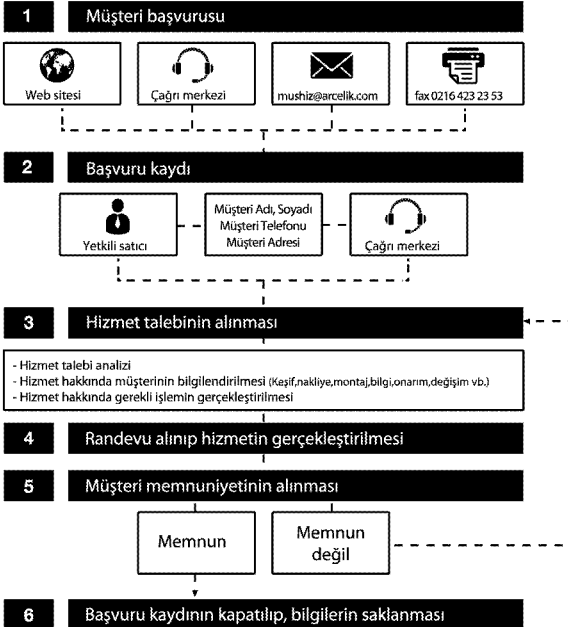 1 Müşteri başvurusu
Web sitesi
Çağrı merkezi
mushiz@arcelik.com
fax 0216 423 23 53
2 Başvuru kaydı
Yetkili satıcı
Müşteri Adı, Soyadı
Müşteri Telefonu
Müşteri Adresi
Çağrı merkezi
3 Hizmet talebinin alınması
- Hizmet talebi analizi
- Hizmet hakkında müşterinin bilgilendirilmesi (Keşif,nakliye,montaj,bilgi,onarım,değişim vb.)
- Hizmet hakkında gerekli işlemin gerçekleştirilmesi
4 Randevu alınıp hizmetin gerçekleştirilmesi
5 Müşteri memnuniyetinin alınması
Memnun
Memnun
değil
6 Başvuru kaydının kapatılıp, bilgilerin saklanması